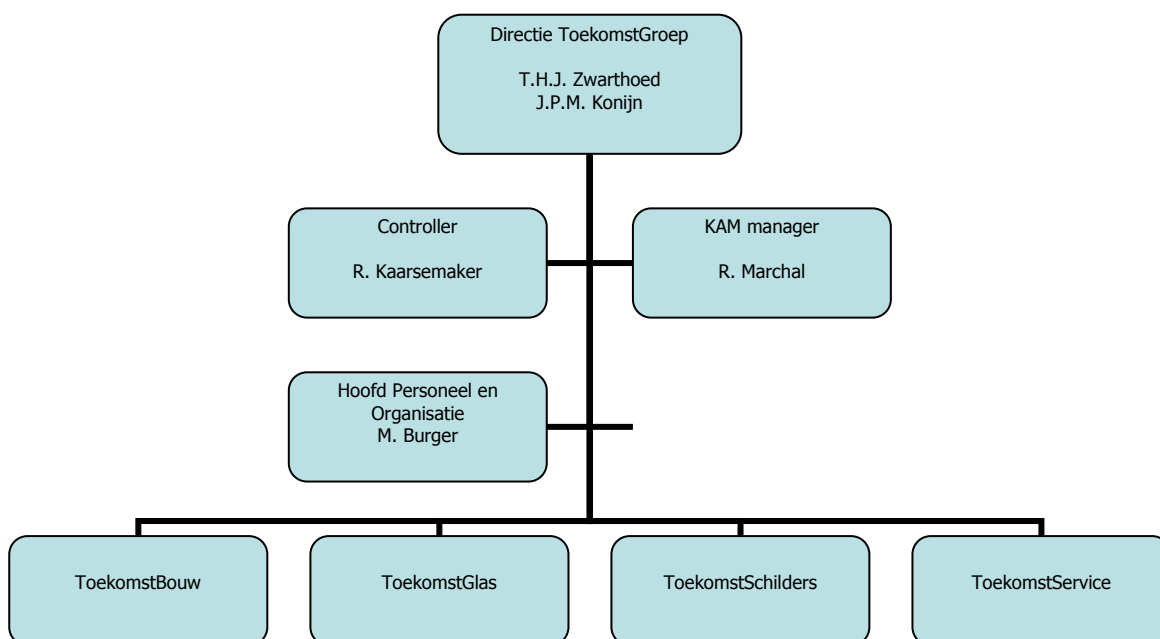 Directie ToekomstGroep
T.H.J. Zwarthoed
J.P.M. Konijn
Controller
R. Kaarsemaker
KAM manager
R. Marchal
Hoofd Personeel en
Organisatie
M. Burger
ToekomstBouw
ToekomstGlas
ToekomstSchilders
ToekomstService